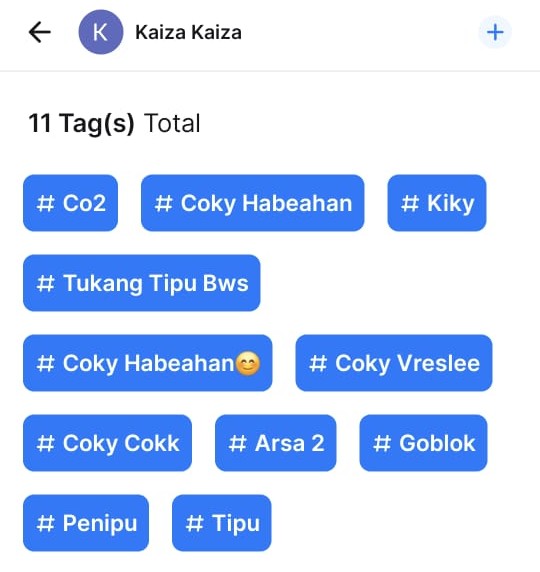 K Kaiza Kaiza +
11 Tag(s) Total
# Co2 # Coky Habeahan # Kiky
# Tukang Tipu Bws
# Coky Habeahan😊 # Coky Vreslee
# Coky Cokk # Arsa 2 # Goblok
# Penipu # Tipu